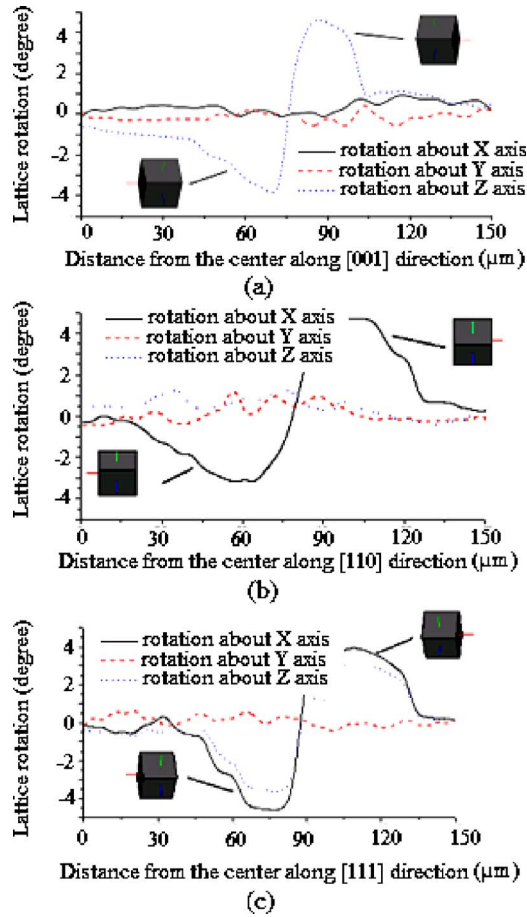 Lattice rotation (degree)
4
2
0
-2
-4
rotation about X axis
rotation about Y axis
rotation about Z axis
0 30 60 90 120 150
Distance from the center along [001] direction (μm)
(a)
Lattice rotation (degree)
4
2
0
-2
-4
rotation about X axis
rotation about Y axis
rotation about Z axis
0 30 60 90 120 150
Distance from the center along [110] direction (μm)
(b)
Lattice rotation (degree)
4
2
0
-2
-4
rotation about X axis
rotation about Y axis
rotation about Z axis
0 30 60 90 120 150
Distance from the center along [111] direction (μm)
(c)